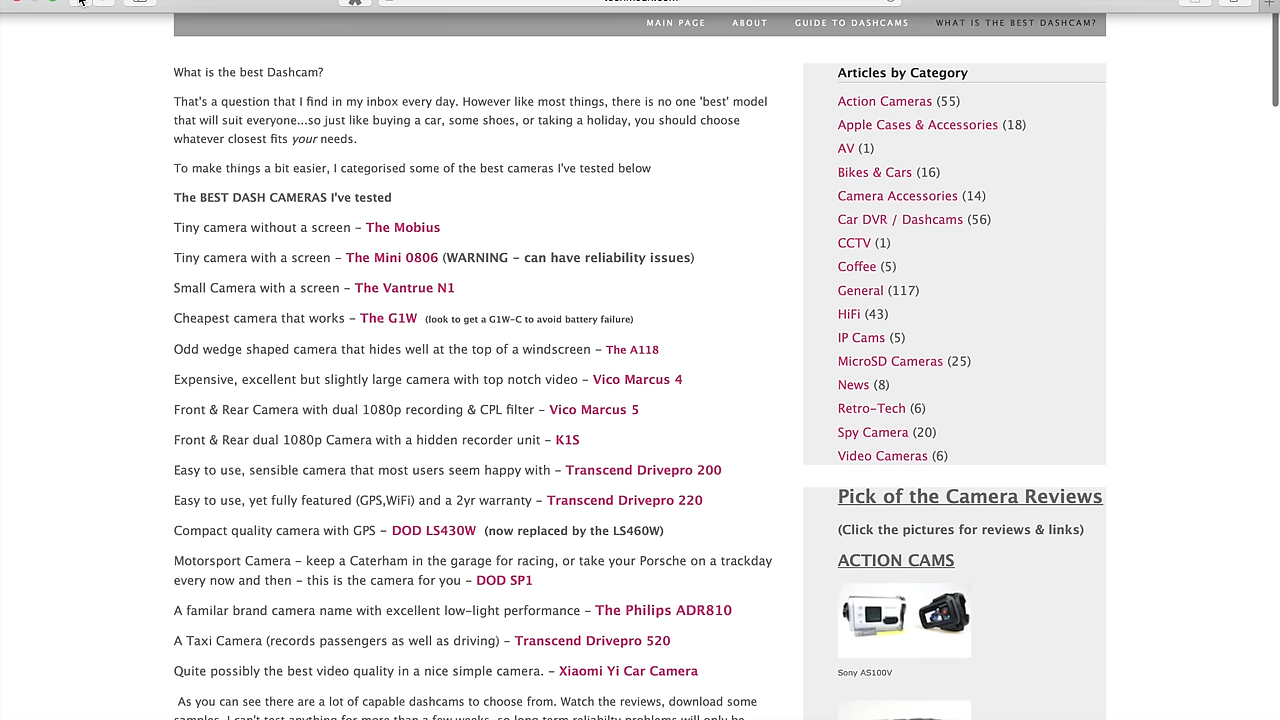 MAIN PAGE ABOUT GUIDE TO DASHCAMS WHAT IS THE BEST DASHCAM?
What is the best Dashcam?
That's a question that I find in my inbox every day. However like most things, there is no one 'best' model
that will suit everyone...so just like buying a car, some shoes, or taking a holiday, you should choose
whatever closest fits your needs.
To make things a bit easier, I categorised some of the best cameras I've tested below
The BEST DASH CAMERAS I've tested
Tiny camera without a screen – The Mobius
Tiny camera with a screen – The Mini 0806 (WARNING – can have reliability issues)
Small Camera with a screen – The Vantrue N1
Cheapest camera that works – The G1W (look to get a G1W-C to avoid battery failure)
Odd wedge shaped camera that hides well at the top of a windscreen – The A118
Expensive, excellent but slightly large camera with top notch video – Vico Marcus 4
Front & Rear Camera with dual 1080p recording & CPL filter – Vico Marcus 5
Front & Rear dual 1080p Camera with a hidden recorder unit – K1S
Easy to use, sensible camera that most users seem happy with – Transcend Drivepro 200
Easy to use, yet fully featured (GPS,WiFi) and a 2yr warranty – Transcend Drivepro 220
Compact quality camera with GPS – DOD LS430W (now replaced by the LS460W)
Motorsport Camera – keep a Caterham in the garage for racing, or take your Porsche on a trackday
every now and then – this is the camera for you – DOD SP1
A familar brand camera name with excellent low-light performance – The Philips ADR810
A Taxi Camera (records passengers as well as driving) – Transcend Drivepro 520
Quite possibly the best video quality in a nice simple camera. – Xiaomi Yi Car Camera
As you can see there are a lot of capable dashcams to choose from. Watch the reviews, download some
samples. I can't test anything for more than a few weeks, so long term reliabilty problems will only be
Articles by Category
Action Cameras (55)
Apple Cases & Accessories (18)
AV (1)
Bikes & Cars (16)
Camera Accessories (14)
Car DVR / Dashcams (56)
CCTV (1)
Coffee (5)
General (117)
HiFi (43)
IP Cams (5)
MicroSD Cameras (25)
News (8)
Retro-Tech (6)
Spy Camera (20)
Video Cameras (6)
Pick of the Camera Reviews
(Click the pictures for reviews & links)
ACTION CAMS
Sony AS100V